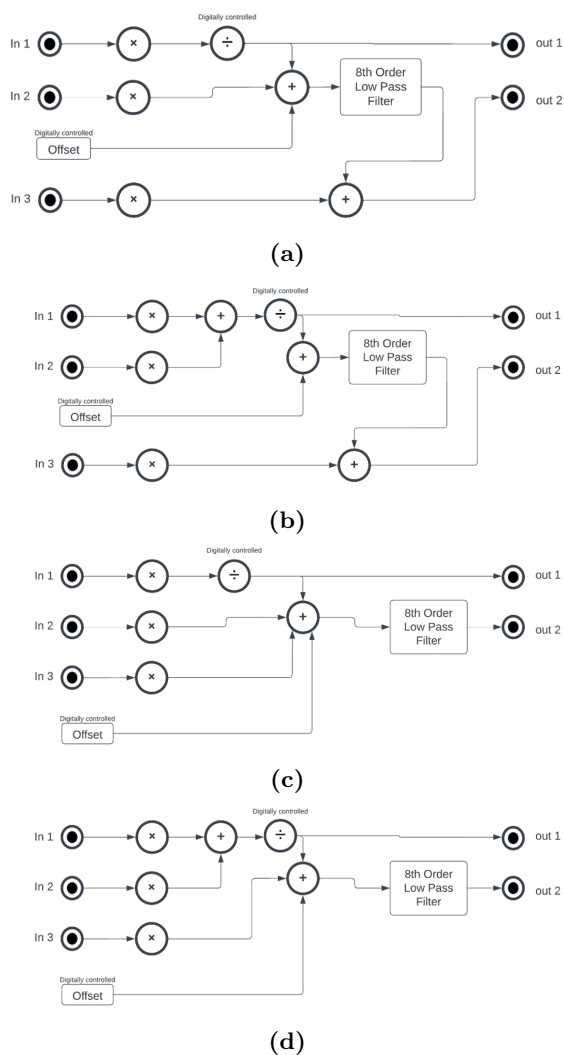 Digitally controlled
In 1
×
÷
out 1
8th Order
Low Pass
Filter
In 2
×
+
out 2
Digitally controlled
Offset
In 3
×
+
(a)
Digitally controlled
In 1
×
+
÷
out 1
8th Order
Low Pass
Filter
In 2
×
+
out 2
Digitally controlled
Offset
In 3
×
+
(b)
Digitally controlled
In 1
×
÷
out 1
8th Order
Low Pass
Filter
In 2
×
+
out 2
In 3
×
Digitally controlled
Offset
(c)
Digitally controlled
In 1
×
+
÷
out 1
8th Order
Low Pass
Filter
In 2
×
+
out 2
In 3
×
Digitally controlled
Offset
(d)